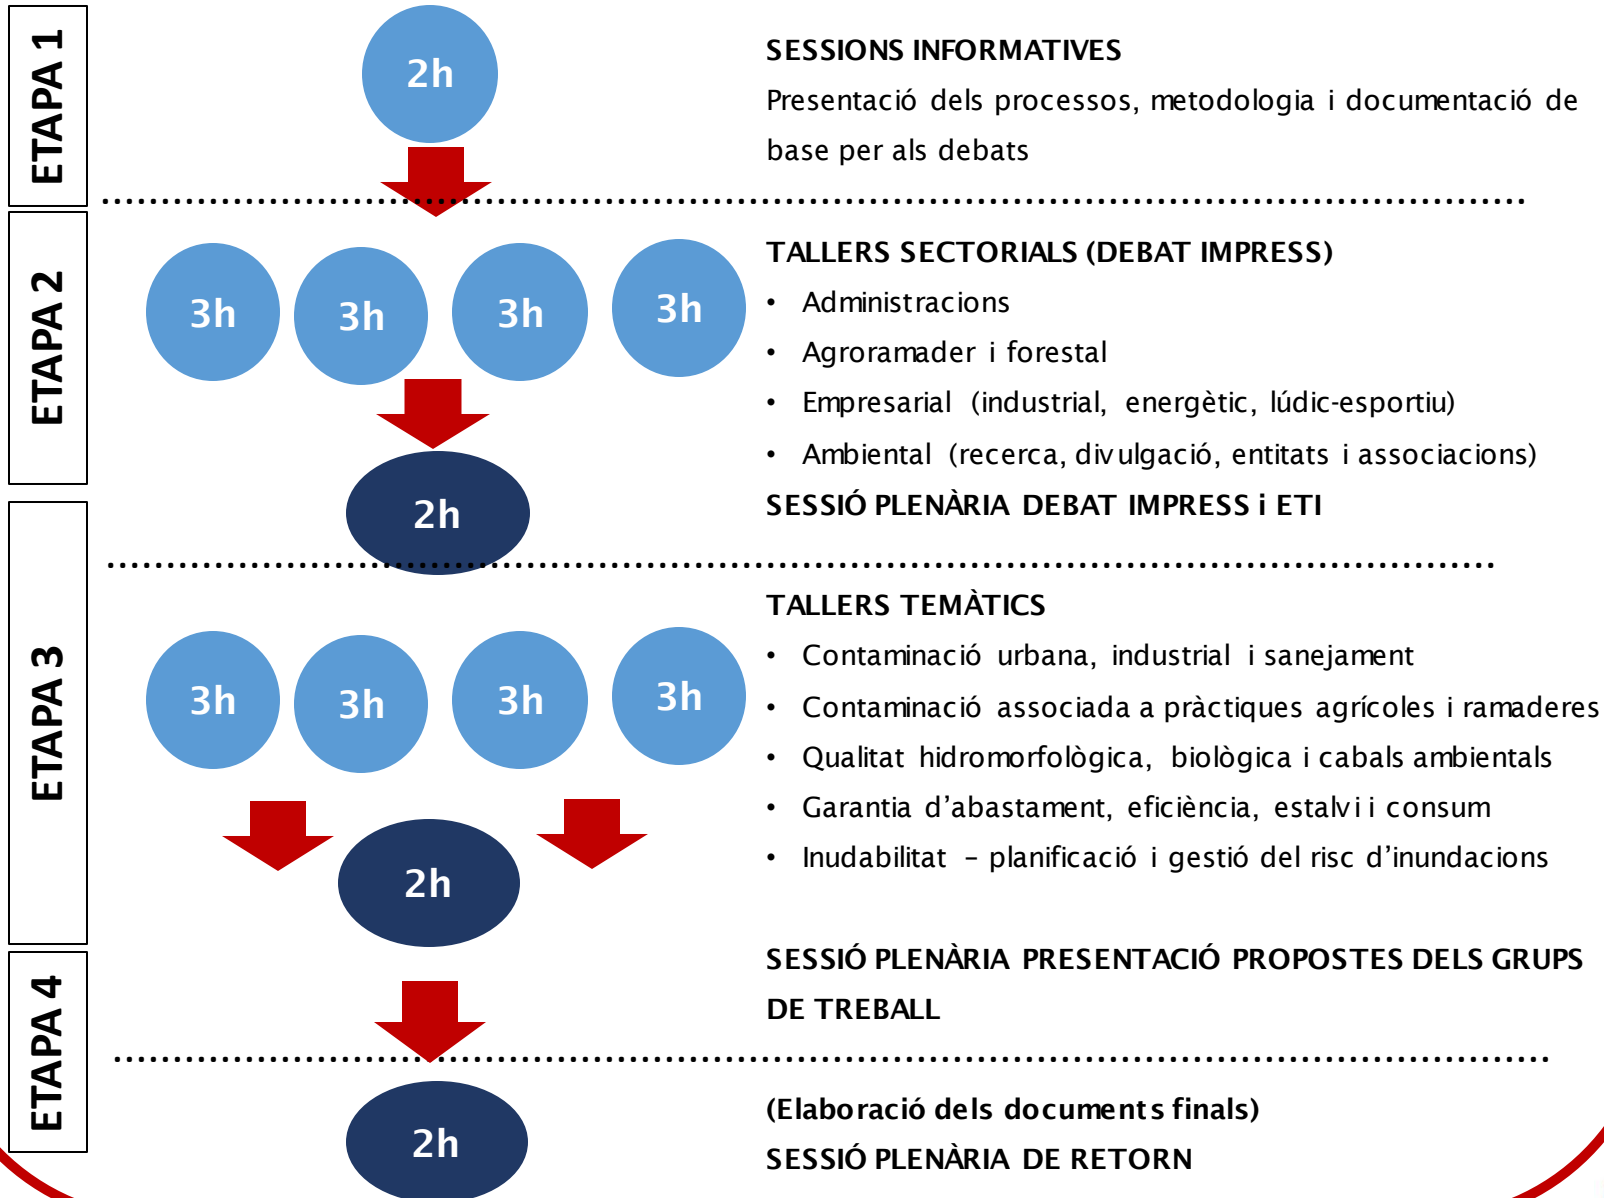 ETAPA 1
2h
SESSIONS INFORMATIVES
Presentació dels processos, metodologia i documentació de
base per als debats
ETAPA 2
3h
3h
3h
3h
2h
TALLERS SECTORIALS (DEBAT IMPRESS)
• Administracions
• Agroramader i forestal
• Empresarial (industrial, energètic, lúdic-esportiu)
• Ambiental (recerca, divulgació, entitats i associacions)
SESSIÓ PLENÀRIA DEBAT IMPRESS i ETI
ETAPA 3
3h
3h
3h
3h
2h
TALLERS TEMÀTICS
• Contaminació urbana, industrial i sanejament
• Contaminació associada a pràctiques agrícoles i ramaderes
• Qualitat hidromorfològica, biològica i cabals ambientals
• Garantia d’abastament, eficiència, estalvi i consum
• Inudabilitat – planificació i gestió del risc d’inundacions
SESSIÓ PLENÀRIA PRESENTACIÓ PROPOSTES DELS GRUPS
DE TREBALL
ETAPA 4
2h
(Elaboració dels documents finals)
SESSIÓ PLENÀRIA DE RETORN